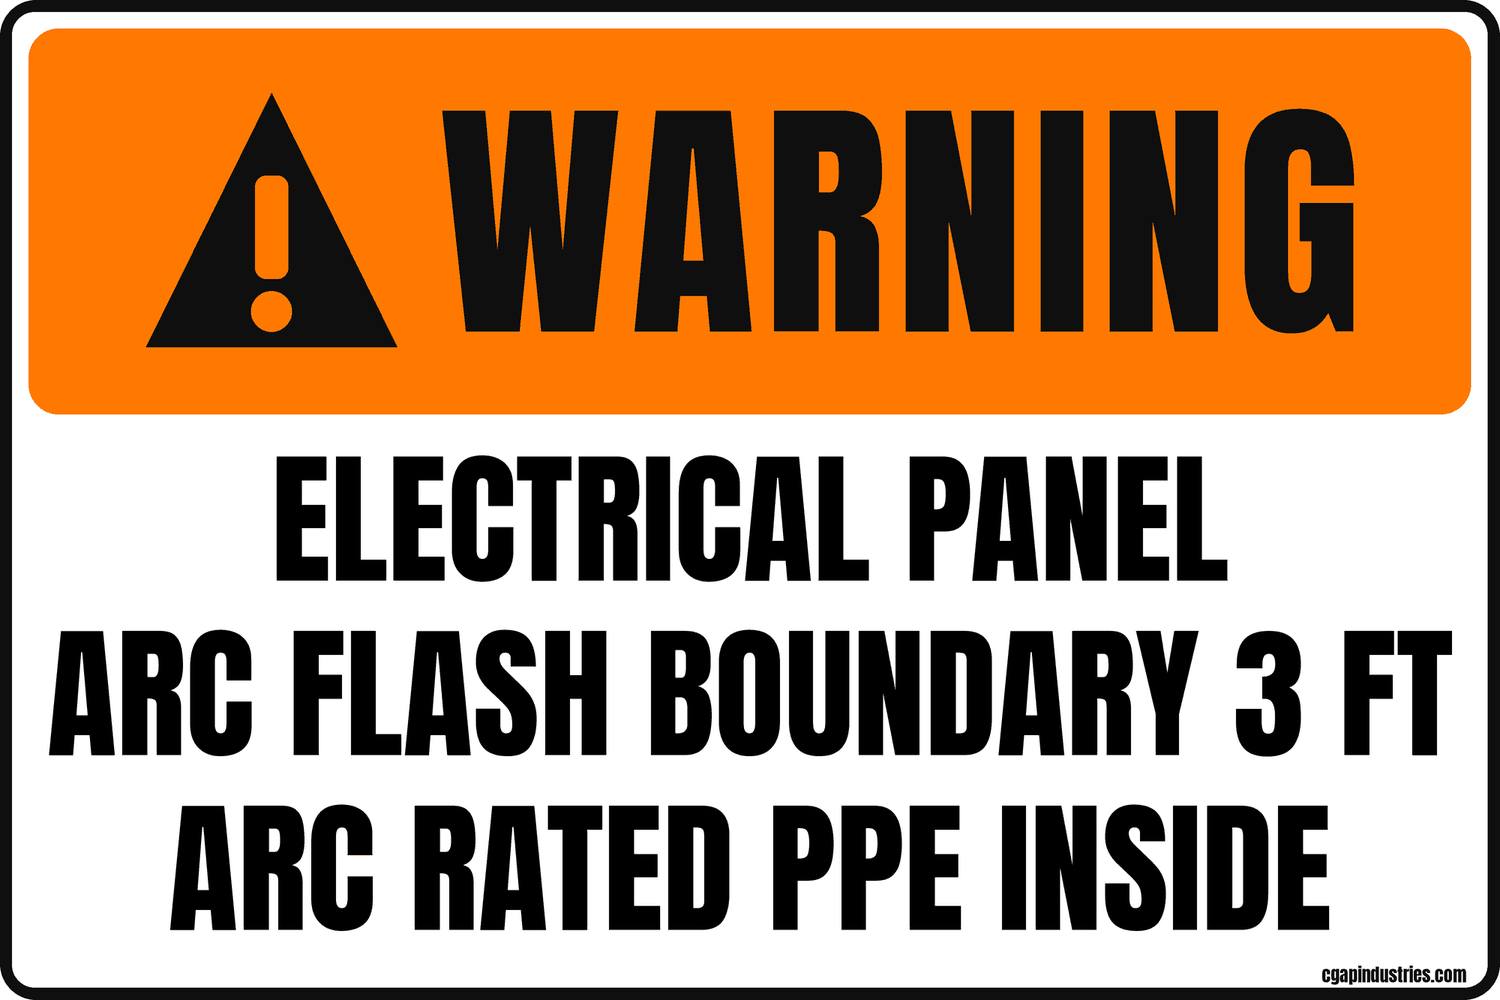 WARNING
ELECTRICAL PANEL
ARC FLASH BOUNDARY 3 FT
ARC RATED PPE INSIDE
cgapindustries.com